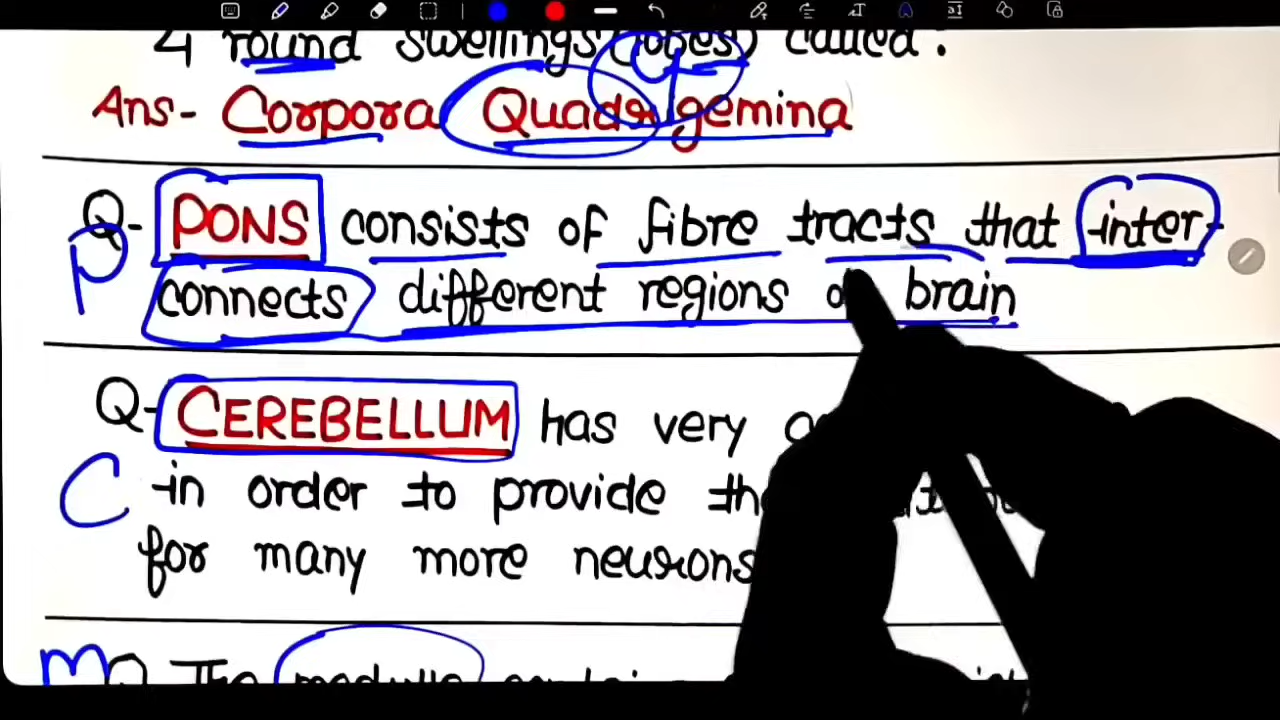 4 round swellings (lobes) called :
Ans- Corpora Quadrigemina
Q- PONS consists of fibre tracts that inter-
P connects different regions brain
Q- CEREBELLUM has very
C in order to provide
for many more neurons
M Q The medulla